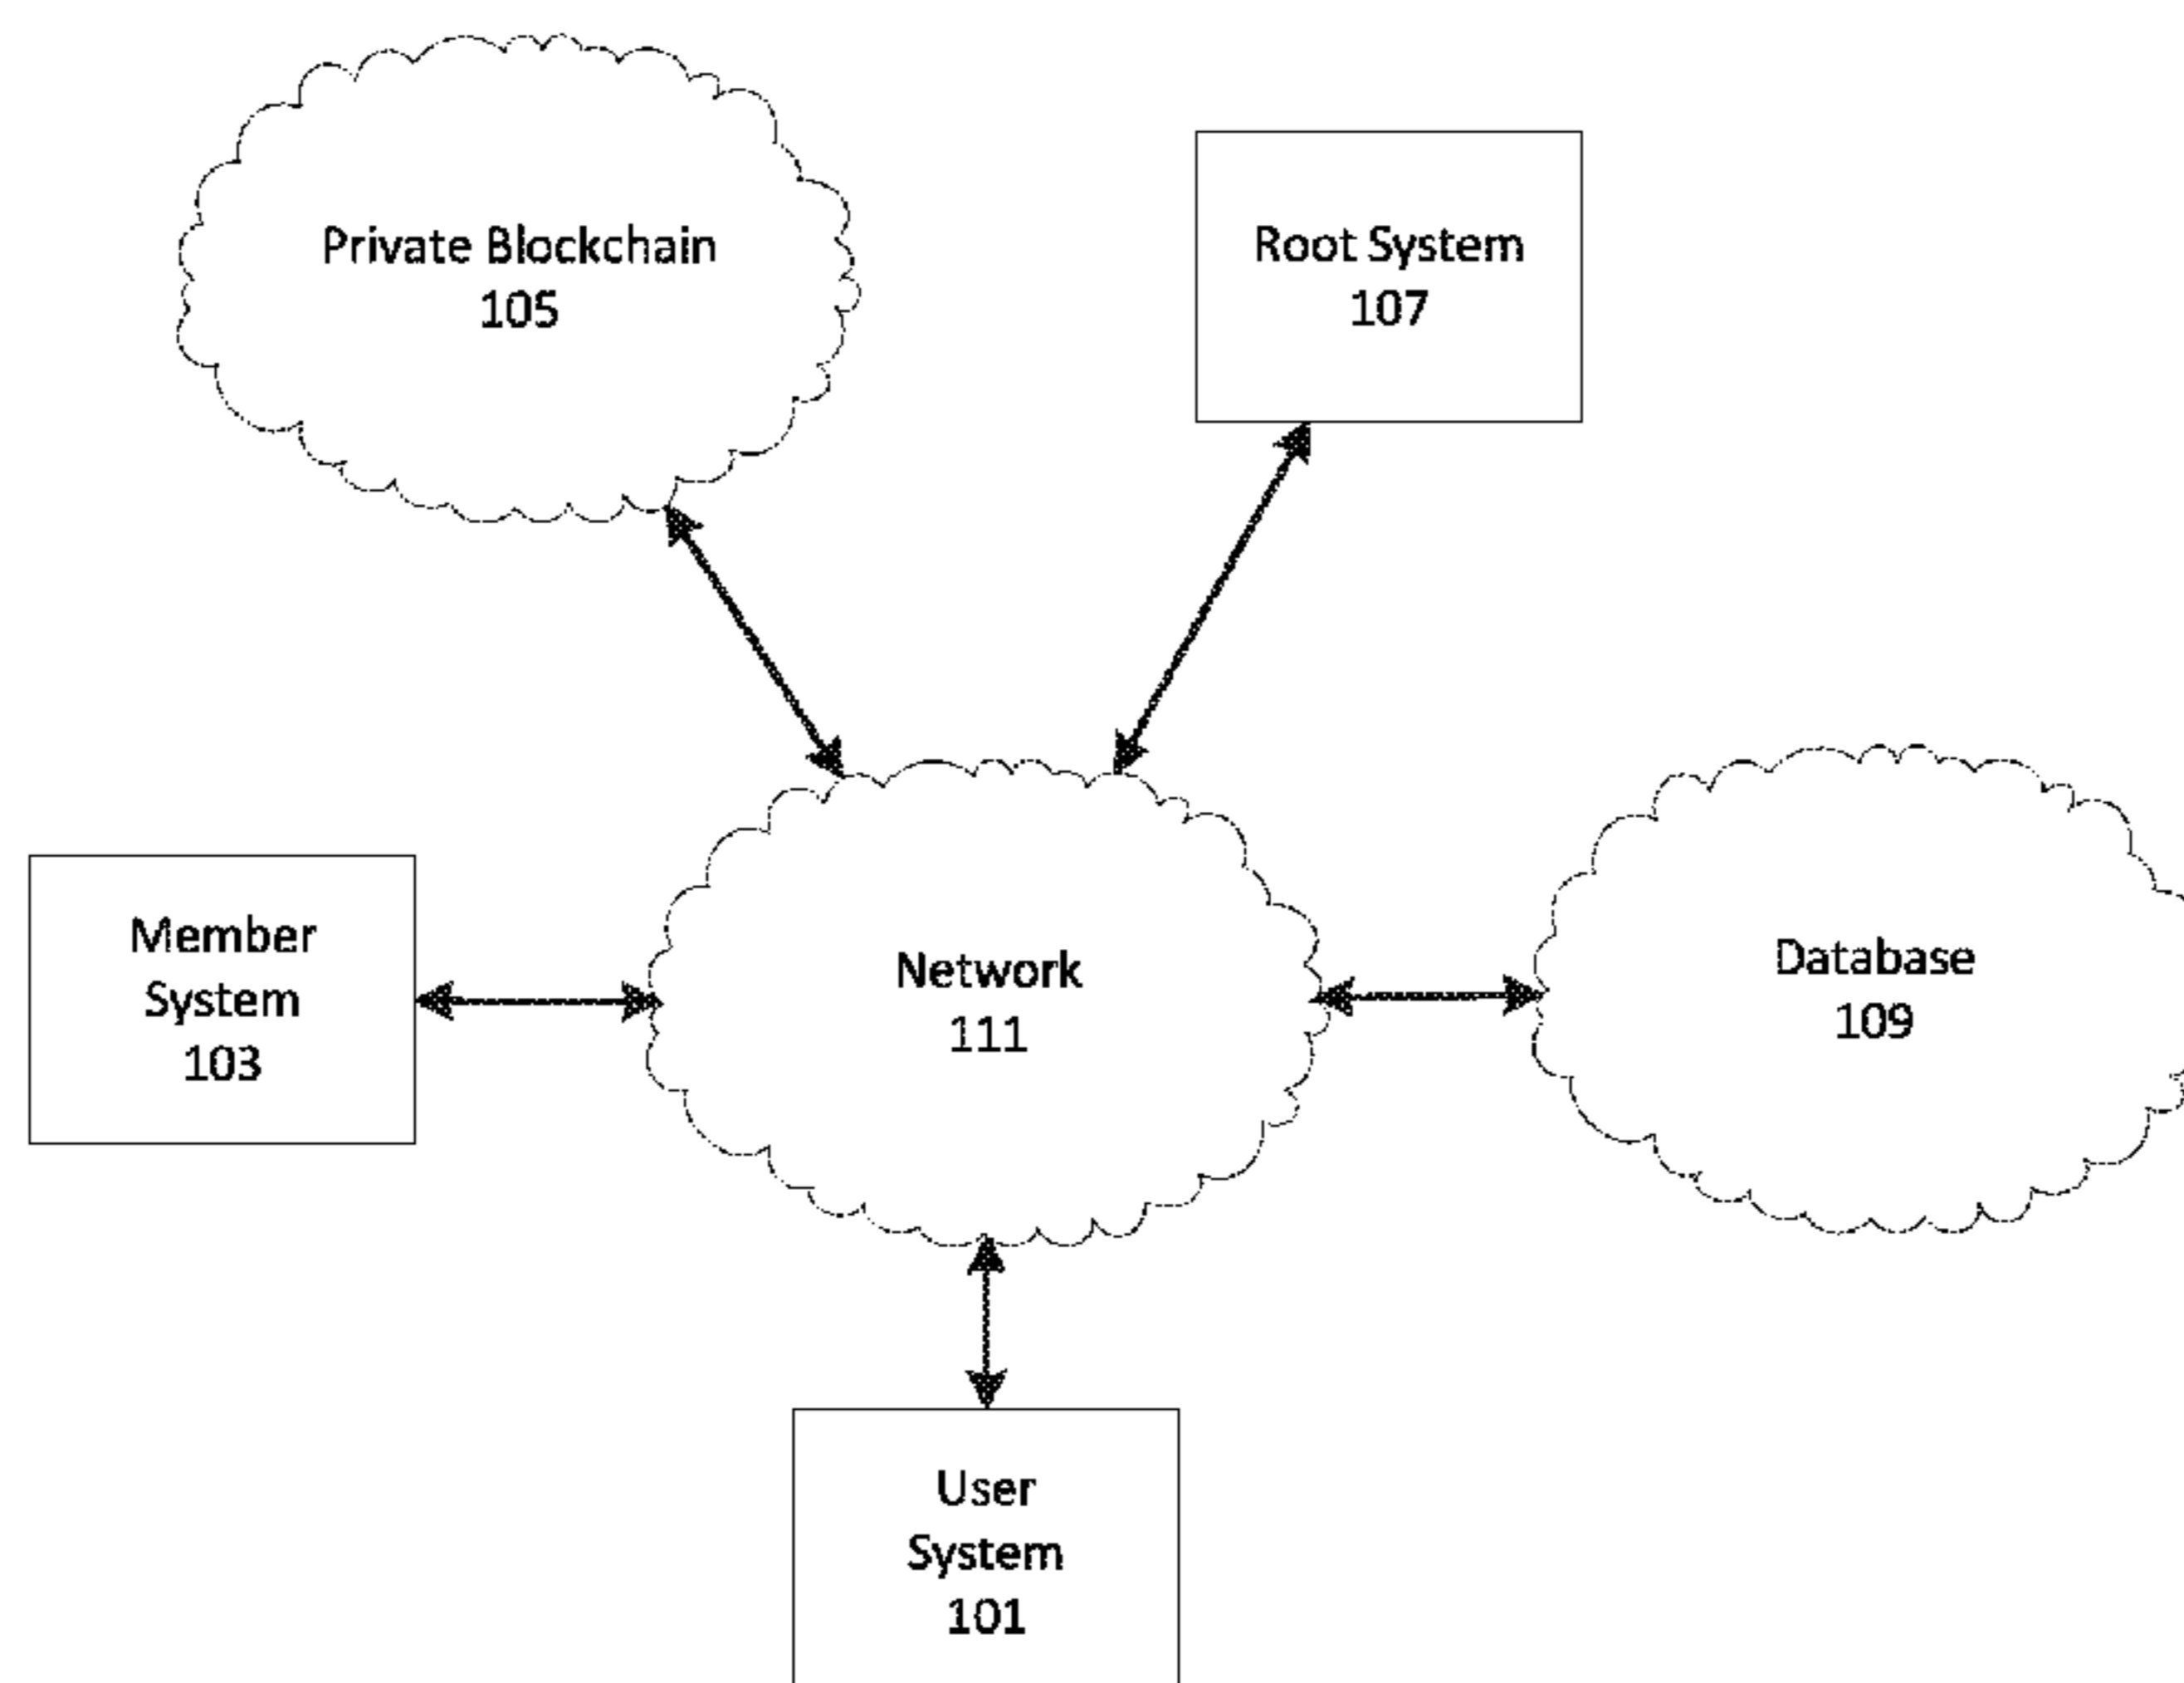 Private Blockchain
105
Root System
107
Member
System
103
Network
111
Database
109
User
System
101